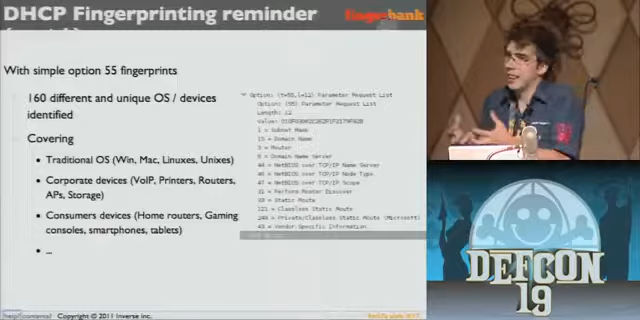 DHCP Fingerprinting reminder
fingerbank
With simple option 55 fingerprints
160 different and unique OS / devices
identified
Covering
• Traditional OS (Win, Mac, Linuxes, Unixes)
• Corporate devices (VoIP, Printers, Routers,
APs, Storage)
• Consumers devices (Home routers, Gaming
consoles, smartphones, tablets)
• ...
Option: (t=55,l=12) Parameter Request List
Option: (55) Parameter Request List
Length: 12
1 = Subnet Mask
15 = Domain Name
3 = Router
6 = Domain Name Server
44 = NetBIOS over TCP/IP Name Server
46 = NetBIOS over TCP/IP Node Type
47 = NetBIOS over TCP/IP Scope
31 = Perform Router Discover
33 = Static Route
121 = Classless Static Route
249 = Private/Classless Static Route (Microsoft)
43 = Vendor-Specific Information
Copyright © 2011 Inverse Inc.
DEFCON
19